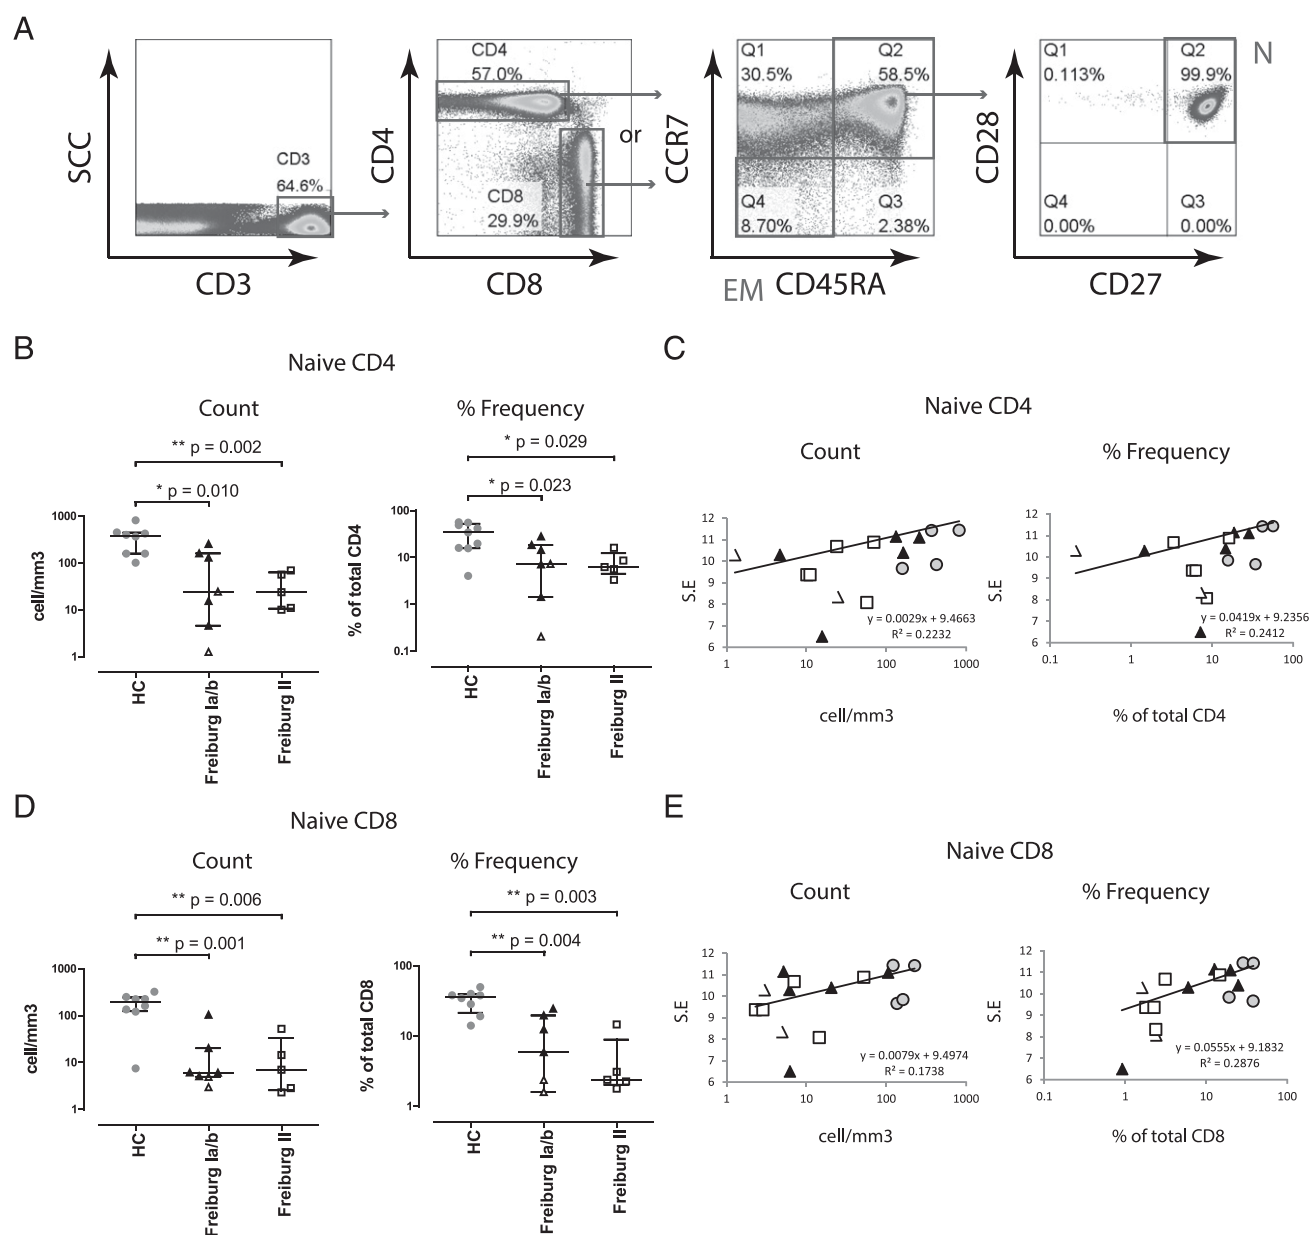 A
SCC
CD3
64.6%
CD3
CD4
CD4
57.0%
CD8
29.9%
CD8
or
CCR7
Q1
30.5%
Q2
58.5%
Q4
8.70%
Q3
2.38%
EM
CD45RA
CD28
Q1
0.113%
Q2
99.9%
N
Q4
0.00%
Q3
0.00%
CD27
B
Naive CD4
Count
** p = 0.002
* p = 0.010
cell/mm3
1000
100
10
1
HC
Freiburg Ia/b
Freiburg II
% Frequency
* p = 0.029
* p = 0.023
% of total CD4
100
10
1
0.1
HC
Freiburg Ia/b
Freiburg II
C
Naive CD4
Count
S.E
12
11
10
9
8
7
6
y = 0.0029x + 9.4663
R² = 0.2232
1
10
100
1000
cell/mm3
% Frequency
S.E
12
11
10
9
8
7
6
y = 0.0419x + 9.2356
R² = 0.2412
0.1
1
10
100
% of total CD4
D
Naive CD8
Count
** p = 0.006
** p = 0.001
cell/mm3
1000
100
10
1
HC
Freiburg Ia/b
Freiburg II
% Frequency
** p = 0.003
** p = 0.004
% of total CD8
100
10
1
HC
Freiburg Ia/b
Freiburg II
E
Naive CD8
Count
S.E
12
11
10
9
8
7
6
y = 0.0079x + 9.4974
R² = 0.1738
1
10
100
1000
cell/mm3
% Frequency
S.E
12
11
10
9
8
7
6
y = 0.0555x + 9.1832
R² = 0.2876
0.1
1
10
100
% of total CD8